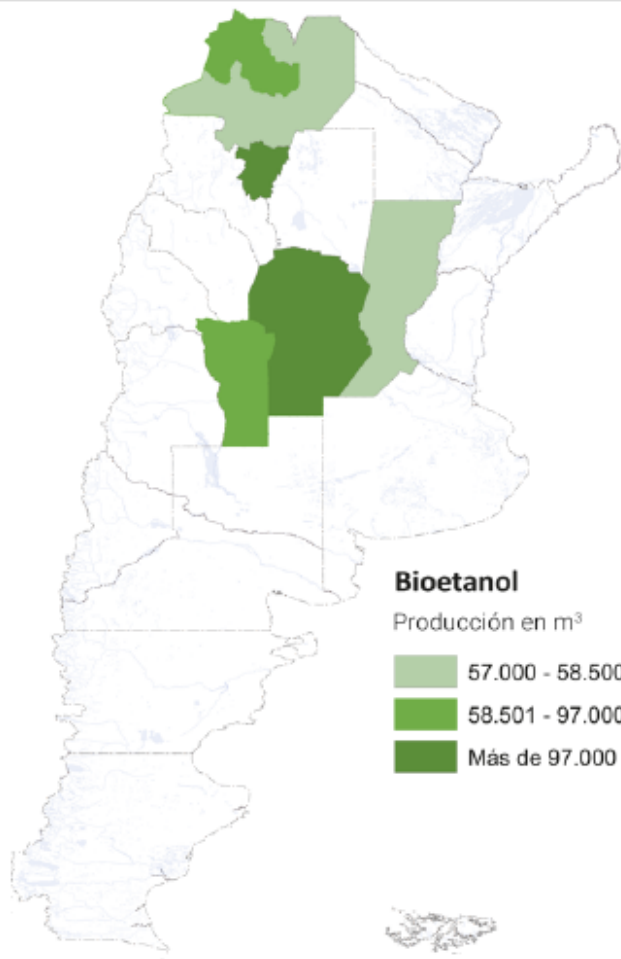 Bioetanol
Producción en m³
57.000 - 58.500
58.501 - 97.000
Más de 97.000